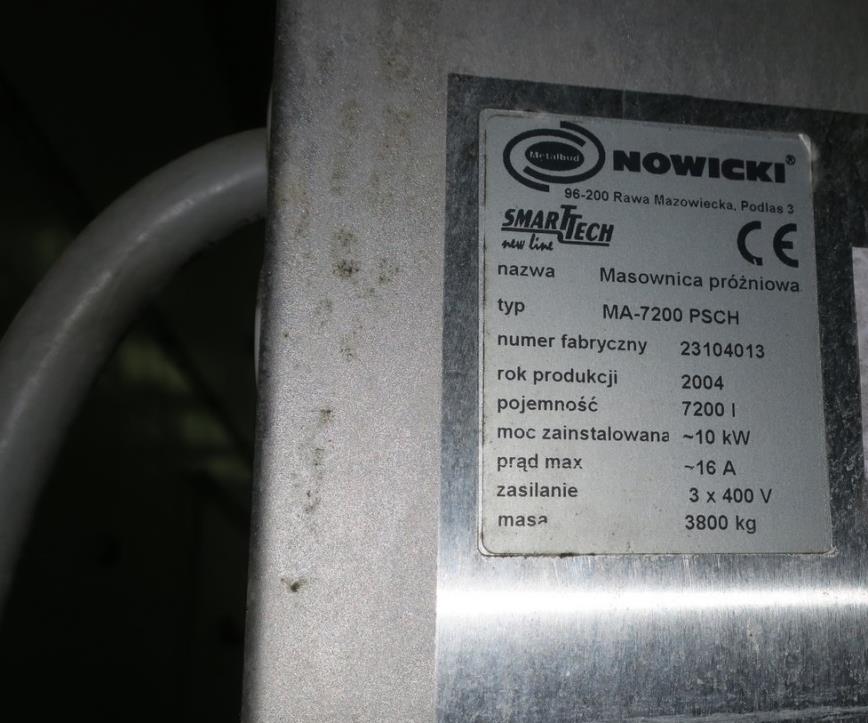 Metalbud NOWICKI®
96-200 Rawa Mazowiecka, Podlas 3
SMARTTECH
new line
CE
nazwa Masownica próżniowa
typ MA-7200 PSCH
numer fabryczny 23104013
rok produkcji 2004
pojemność 7200 l
moc zainstalowana ~10 kW
prąd max ~16 A
zasilanie 3 x 400 V
masa 3800 kg